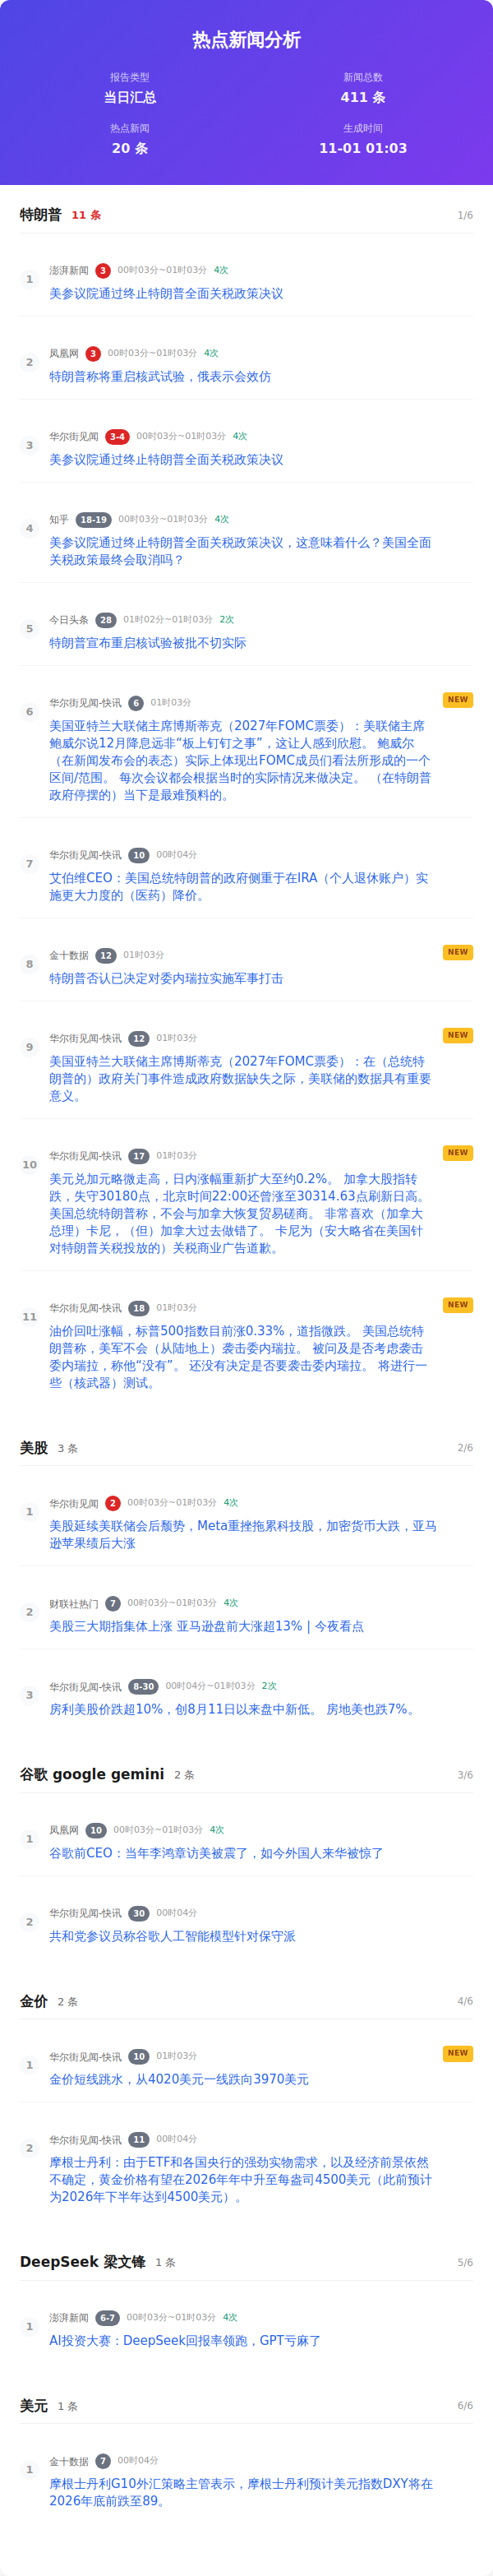 热点新闻分析
报告类型
新闻总数
当日汇总
411 条
热点新闻
生成时间
20 条
11-01 01:03
特朗普 11 条 1/6
1
澎湃新闻 3 00时03分~01时03分 4次
美参议院通过终止特朗普全面关税政策决议
2
凤凰网 3 00时03分~01时03分 4次
特朗普称将重启核武试验，俄表示会效仿
3
华尔街见闻 3-4 00时03分~01时03分 4次
美参议院通过终止特朗普全面关税政策决议
4
知乎 18-19 00时03分~01时03分 4次
美参议院通过终止特朗普全面关税政策决议，这意味着什么？美国全面
关税政策最终会取消吗？
5
今日头条 28 01时02分~01时03分 2次
特朗普宣布重启核试验被批不切实际
6
华尔街见闻-快讯 6 01时03分 NEW
美国亚特兰大联储主席博斯蒂克（2027年FOMC票委）：美联储主席
鲍威尔说12月降息远非“板上钉钉之事”，这让人感到欣慰。 鲍威尔
（在新闻发布会的表态）实际上体现出FOMC成员们看法所形成的一个
区间/范围。 每次会议都会根据当时的实际情况来做决定。 （在特朗普
政府停摆的）当下是最难预料的。
7
华尔街见闻-快讯 10 00时04分
艾伯维CEO：美国总统特朗普的政府侧重于在IRA（个人退休账户）实
施更大力度的（医药）降价。
8
金十数据 12 01时03分 NEW
特朗普否认已决定对委内瑞拉实施军事打击
9
华尔街见闻-快讯 12 01时03分 NEW
美国亚特兰大联储主席博斯蒂克（2027年FOMC票委）：在（总统特
朗普的）政府关门事件造成政府数据缺失之际，美联储的数据具有重要
意义。
10
华尔街见闻-快讯 17 01时03分 NEW
美元兑加元略微走高，日内涨幅重新扩大至约0.2%。 加拿大股指转
跌，失守30180点，北京时间22:00还曾涨至30314.63点刷新日高。
美国总统特朗普称，不会与加拿大恢复贸易磋商。 非常喜欢（加拿大
总理）卡尼，（但）加拿大过去做错了。 卡尼为（安大略省在美国针
对特朗普关税投放的）关税商业广告道歉。
11
华尔街见闻-快讯 18 01时03分 NEW
油价回吐涨幅，标普500指数目前涨0.33%，道指微跌。 美国总统特
朗普称，美军不会（从陆地上）袭击委内瑞拉。 被问及是否考虑袭击
委内瑞拉，称他“没有”。 还没有决定是否要袭击委内瑞拉。 将进行一
些（核武器）测试。
美股 3 条 2/6
1
华尔街见闻 2 00时03分~01时03分 4次
美股延续美联储会后颓势，Meta重挫拖累科技股，加密货币大跌，亚马
逊苹果绩后大涨
2
财联社热门 7 00时03分~01时03分 4次
美股三大期指集体上涨 亚马逊盘前大涨超13% | 今夜看点
3
华尔街见闻-快讯 8-30 00时04分~01时03分 2次
房利美股价跌超10%，创8月11日以来盘中新低。 房地美也跌7%。
谷歌 google gemini 2 条 3/6
1
凤凰网 10 00时03分~01时03分 4次
谷歌前CEO：当年李鸿章访美被震了，如今外国人来华被惊了
2
华尔街见闻-快讯 30 00时04分
共和党参议员称谷歌人工智能模型针对保守派
金价 2 条 4/6
1
华尔街见闻-快讯 10 01时03分 NEW
金价短线跳水，从4020美元一线跌向3970美元
2
华尔街见闻-快讯 11 00时04分
摩根士丹利：由于ETF和各国央行的强劲实物需求，以及经济前景依然
不确定，黄金价格有望在2026年年中升至每盎司4500美元（此前预计
为2026年下半年达到4500美元）。
DeepSeek 梁文锋 1 条 5/6
1
澎湃新闻 6-7 00时03分~01时03分 4次
AI投资大赛：DeepSeek回报率领跑，GPT亏麻了
美元 1 条 6/6
1
金十数据 7 00时04分
摩根士丹利G10外汇策略主管表示，摩根士丹利预计美元指数DXY将在
2026年底前跌至89。